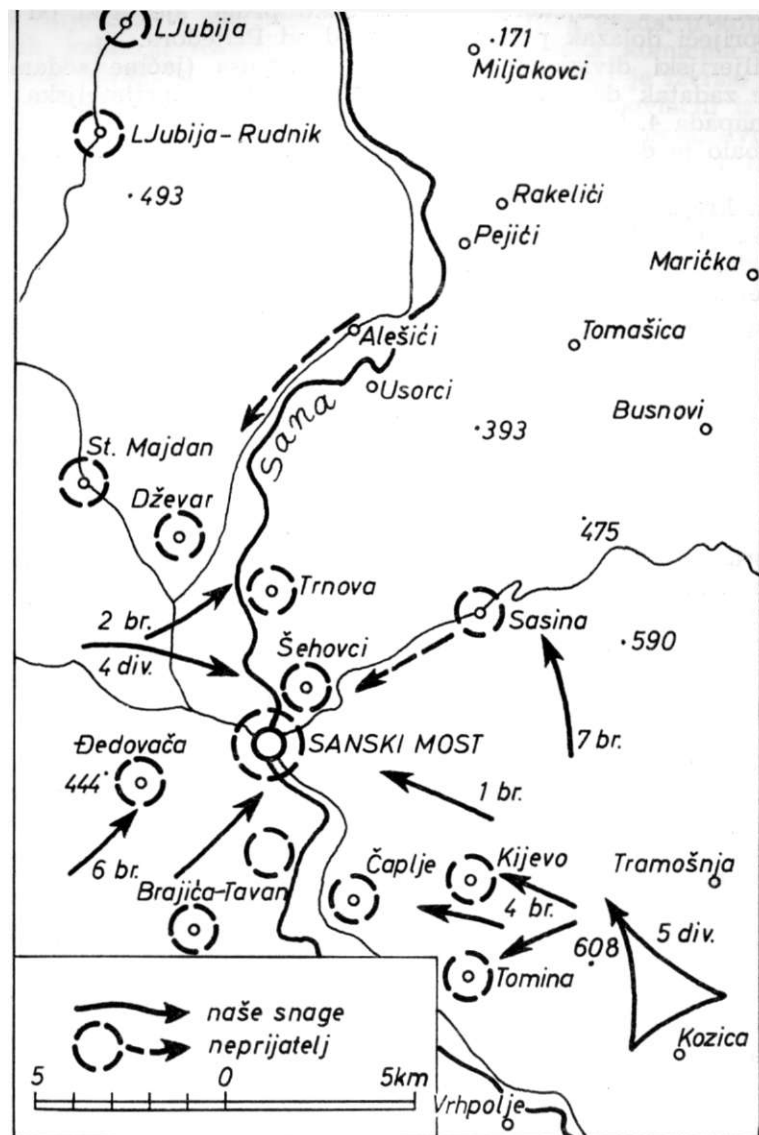 LJubija
171
Miljakovci
LJubija-Rudnik
493
Rakelići
Pejići
Marička
Alešići
Tomašica
Usorci
Sana
Busnovi
393
St. Majdan
Dževar
475
Trnova
Sasina
2 br.
4 div.
Šehovci
590
Đedovača
SANSKI MOST
7 br.
444
1 br.
6 br.
Čaplje
Kijevo
Tramošnja
Brajića-Tavan
4 br.
5 div.
608
Tomina
naše snage
neprijatelj
Kozica
5 0 5km
Vrhpolje